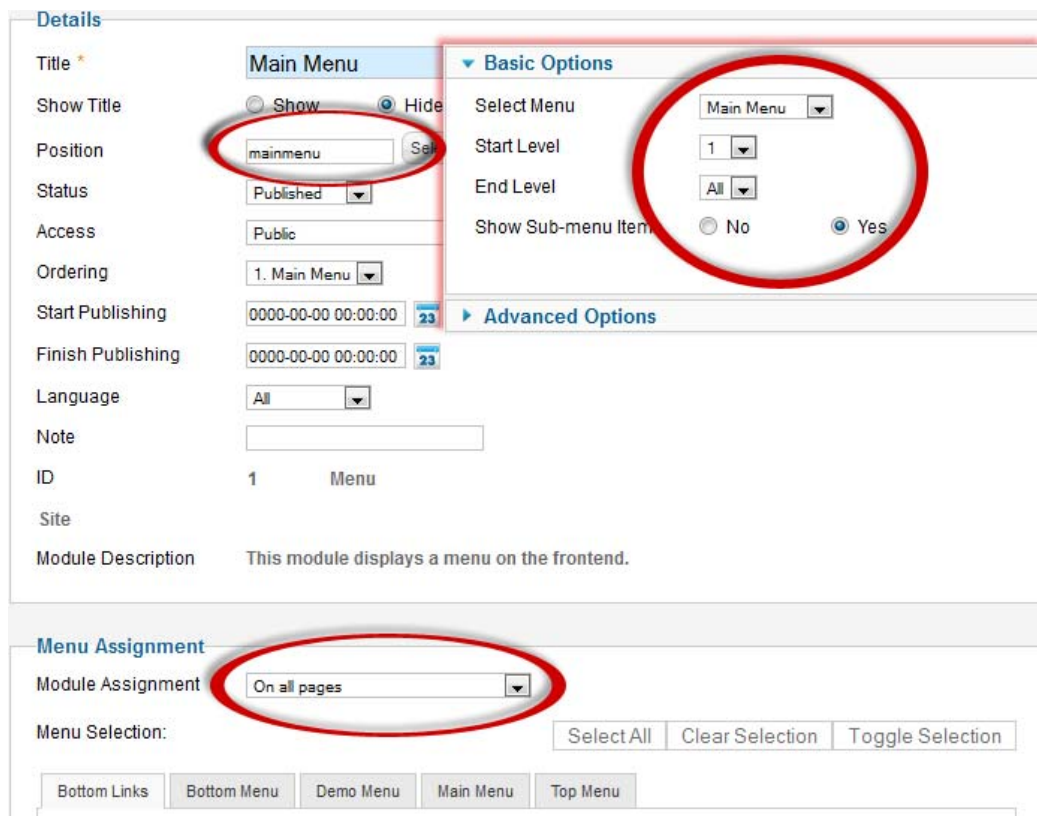 Details
Title *
Main Menu
Show Title
Show
Hide
Position
mainmenu
Status
Published
Access
Public
Ordering
1. Main Menu
Start Publishing
0000-00-00 00:00:00
23
Finish Publishing
0000-00-00 00:00:00
23
Language
All
Note
ID
1
Menu
Site
Module Description
This module displays a menu on the frontend.
Basic Options
Select Menu
Main Menu
Start Level
1
End Level
All
Show Sub-menu Item
No
Yes
Advanced Options
Menu Assignment
Module Assignment
On all pages
Menu Selection:
Select All
Clear Selection
Toggle Selection
Bottom Links
Bottom Menu
Demo Menu
Main Menu
Top Menu